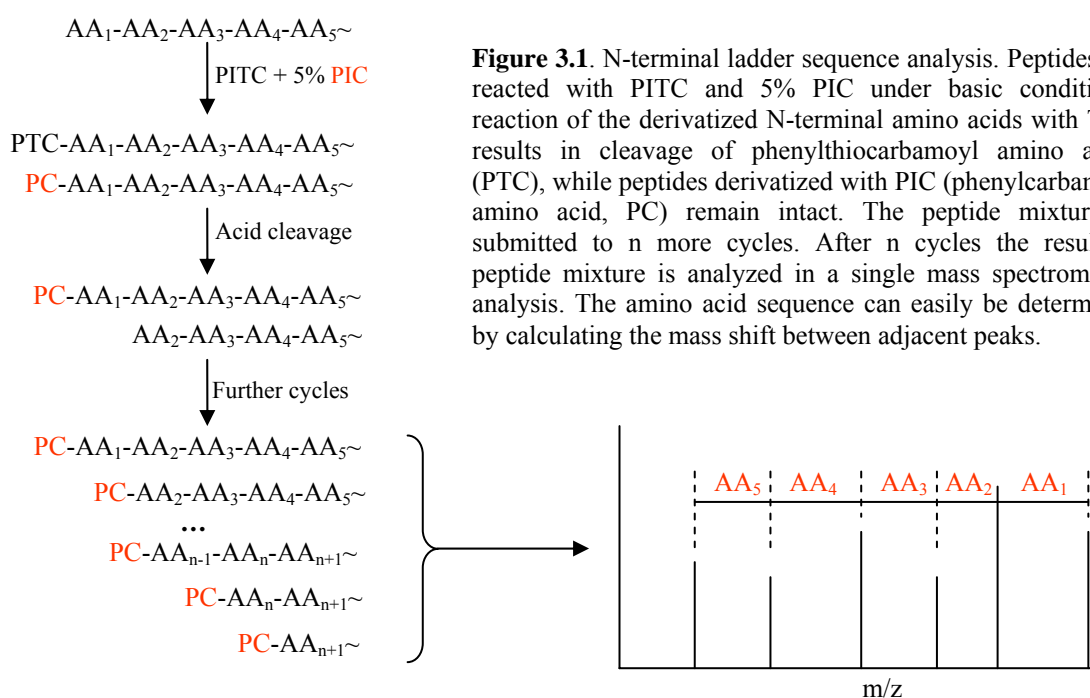 AA₁-AA₂-AA₃-AA₄-AA₅~
PITC + 5% PIC
PTC-AA₁-AA₂-AA₃-AA₄-AA₅~
PC-AA₁-AA₂-AA₃-AA₄-AA₅~
Acid cleavage
PC-AA₁-AA₂-AA₃-AA₄-AA₅~
AA₂-AA₃-AA₄-AA₅~
Further cycles
PC-AA₁-AA₂-AA₃-AA₄-AA₅~
PC-AA₂-AA₃-AA₄-AA₅~
...
PC-AAₙ₋₁-AAₙ-AAₙ₊₁~
PC-AAₙ-AAₙ₊₁~
PC-AAₙ₊₁~
Figure 3.1. N-terminal ladder sequence analysis. Peptides
reacted with PITC and 5% PIC under basic conditi
reaction of the derivatized N-terminal amino acids with
results in cleavage of phenylthiocarbamoyl amino a
(PTC), while peptides derivatized with PIC (phenylcarba
amino acid, PC) remain intact. The peptide mixtur
submitted to n more cycles. After n cycles the resul
peptide mixture is analyzed in a single mass spectrom
analysis. The amino acid sequence can easily be determ
by calculating the mass shift between adjacent peaks.
AA₅ AA₄ AA₃ AA₂ AA₁
m/z